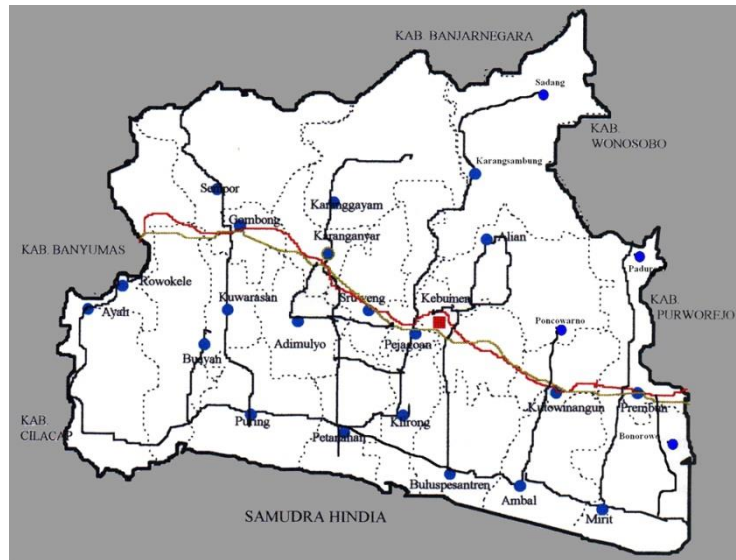 KAB. BANJARNEGARA
Sadang
KAB.
WONOSOBO
Karangsambung
Sempor
Karanggayam
Gombong
Alian
KAB. BANYUMAS
Karanganyar
Padureso
Rowokele
Ayah
Kuwarasan
Sruweng
Kebumen
KAB.
PURWOREJO
Adimulyo
Poncowarno
Buayan
Pejagoan
Kutowinangun
Prembun
KAB.
CILACAP
Puring
Petanahan
Klirong
Bonorowo
Buluspesantren
Ambal
Mirit
SAMUDRA HINDIA